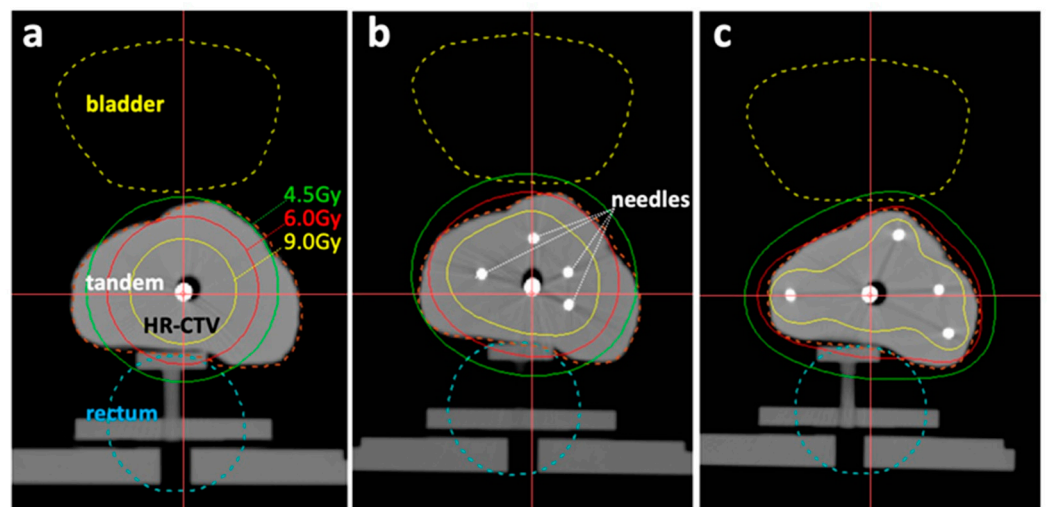 a
b
c
bladder
4.5Gy
6.0Gy
9.0Gy
needles
tandem
HR-CTV
rectum